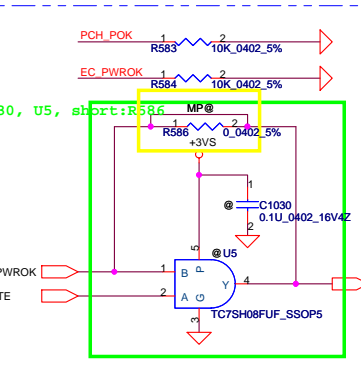 PCH_POK
1
2
R583
10K_0402_5%
EC_PWROK
1
2
R584
10K_0402_5%
30, U5, short:R586
MP@
1
2
R586
0_0402_5%
+3VS
1
@
C1030
0.1U_0402_16V4Z
2
5
@U5
PWROK
1
B
P
Y
4
TE
2
A
G
3
TC7SH08FUF_SSOP5